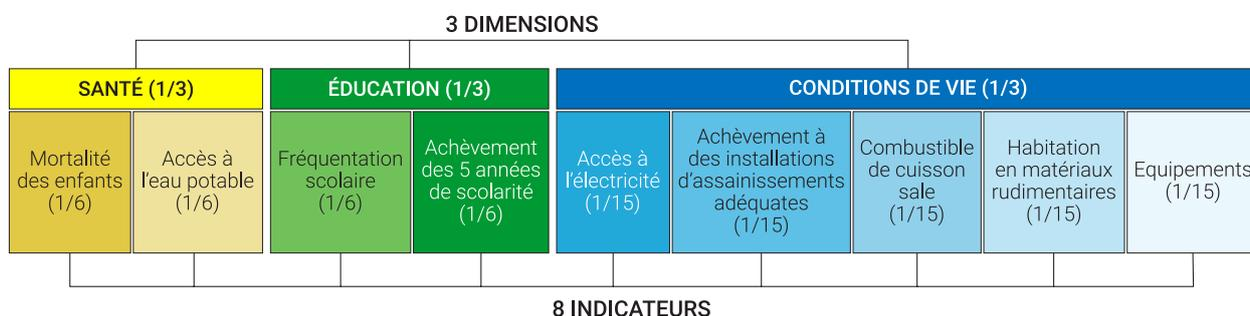 3 DIMENSIONS
SANTÉ (1/3)
ÉDUCATION (1/3)
CONDITIONS DE VIE (1/3)
Mortalité
des enfants
(1/6)
Accès à
l'eau potable
(1/6)
Fréquentation
scolaire
(1/6)
Achèvement
des 5 années
de scolarité
(1/6)
Accès à
l'électricité
(1/15)
Achèvement à
des installations
d'assainissements
adéquates
(1/15)
Combustible
de cuisson
sale
(1/15)
Habitation
en matériaux
rudimentaires
(1/15)
Equipements
(1/15)
8 INDICATEURS